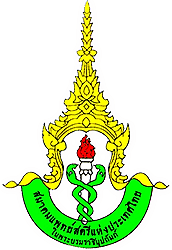 สมาคมแพทย์สตรีแห่งประเทศไทย
ในพระบรมราชินูปถัมภ์